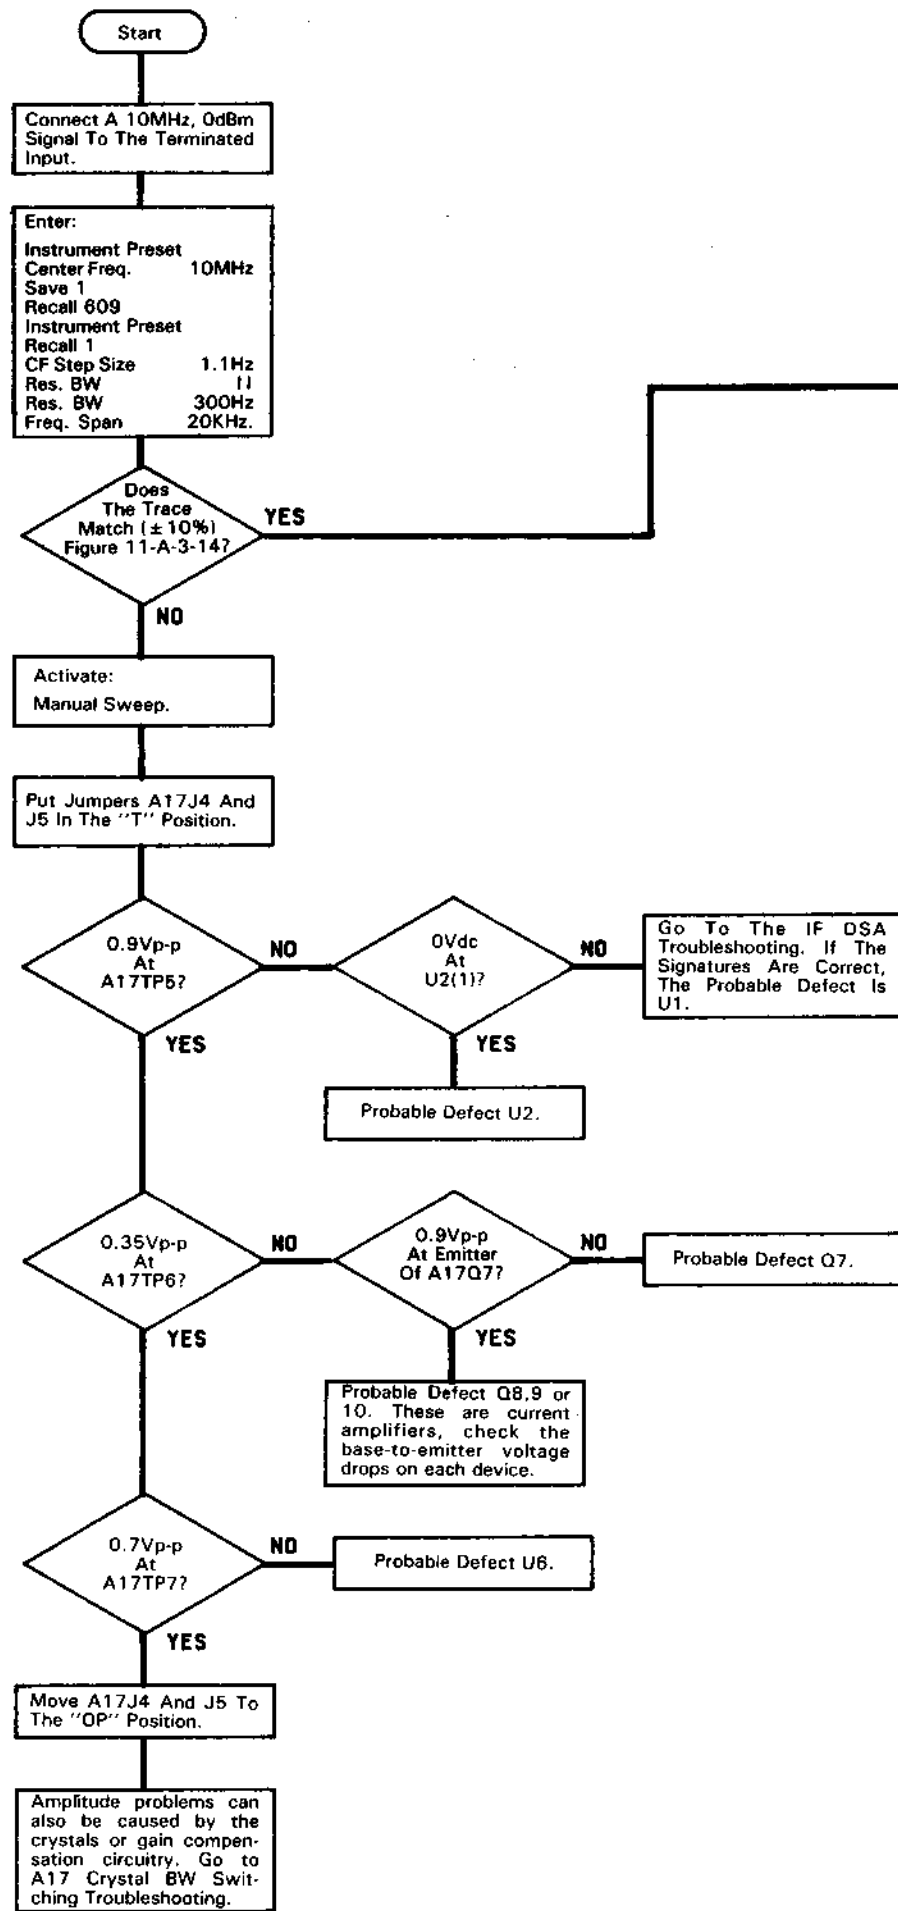 Start
Connect A 10MHz, 0dBm
Signal To The Terminated
Input.
Enter:
Instrument Preset
Center Freq. 10MHz
Save 1
Recall 609
Instrument Preset
Recall 1
CF Step Size 1.1Hz
Res. BW
Res. BW 300Hz
Freq. Span 20KHz.
Does
The Trace
Match (±10%)
Figure 11-A-3-14?
YES
NO
Activate:
Manual Sweep.
Put Jumpers A17J4 And
J5 In The "T" Position.
0.9Vp-p
At
A17TP5?
NO
YES
0Vdc
At
U2(1)?
NO
YES
Go To The IF DSA
Troubleshooting. If The
Signatures Are Correct,
The Probable Defect Is
U1.
Probable Defect U2.
0.35Vp-p
At
A17TP6?
NO
YES
0.9Vp-p
At Emitter
Of A17Q7?
NO
YES
Probable Defect Q7.
Probable Defect Q8,9 or
10. These are current
amplifiers, check the
base-to-emitter voltage
drops on each device.
0.7Vp-p
At
A17TP7?
NO
YES
Probable Defect U6.
Move A17J4 And J5 To
The "OP" Position.
Amplitude problems can
also be caused by the
crystals or gain compen-
sation circuitry. Go to
A17 Crystal BW Swit-
ching Troubleshooting.